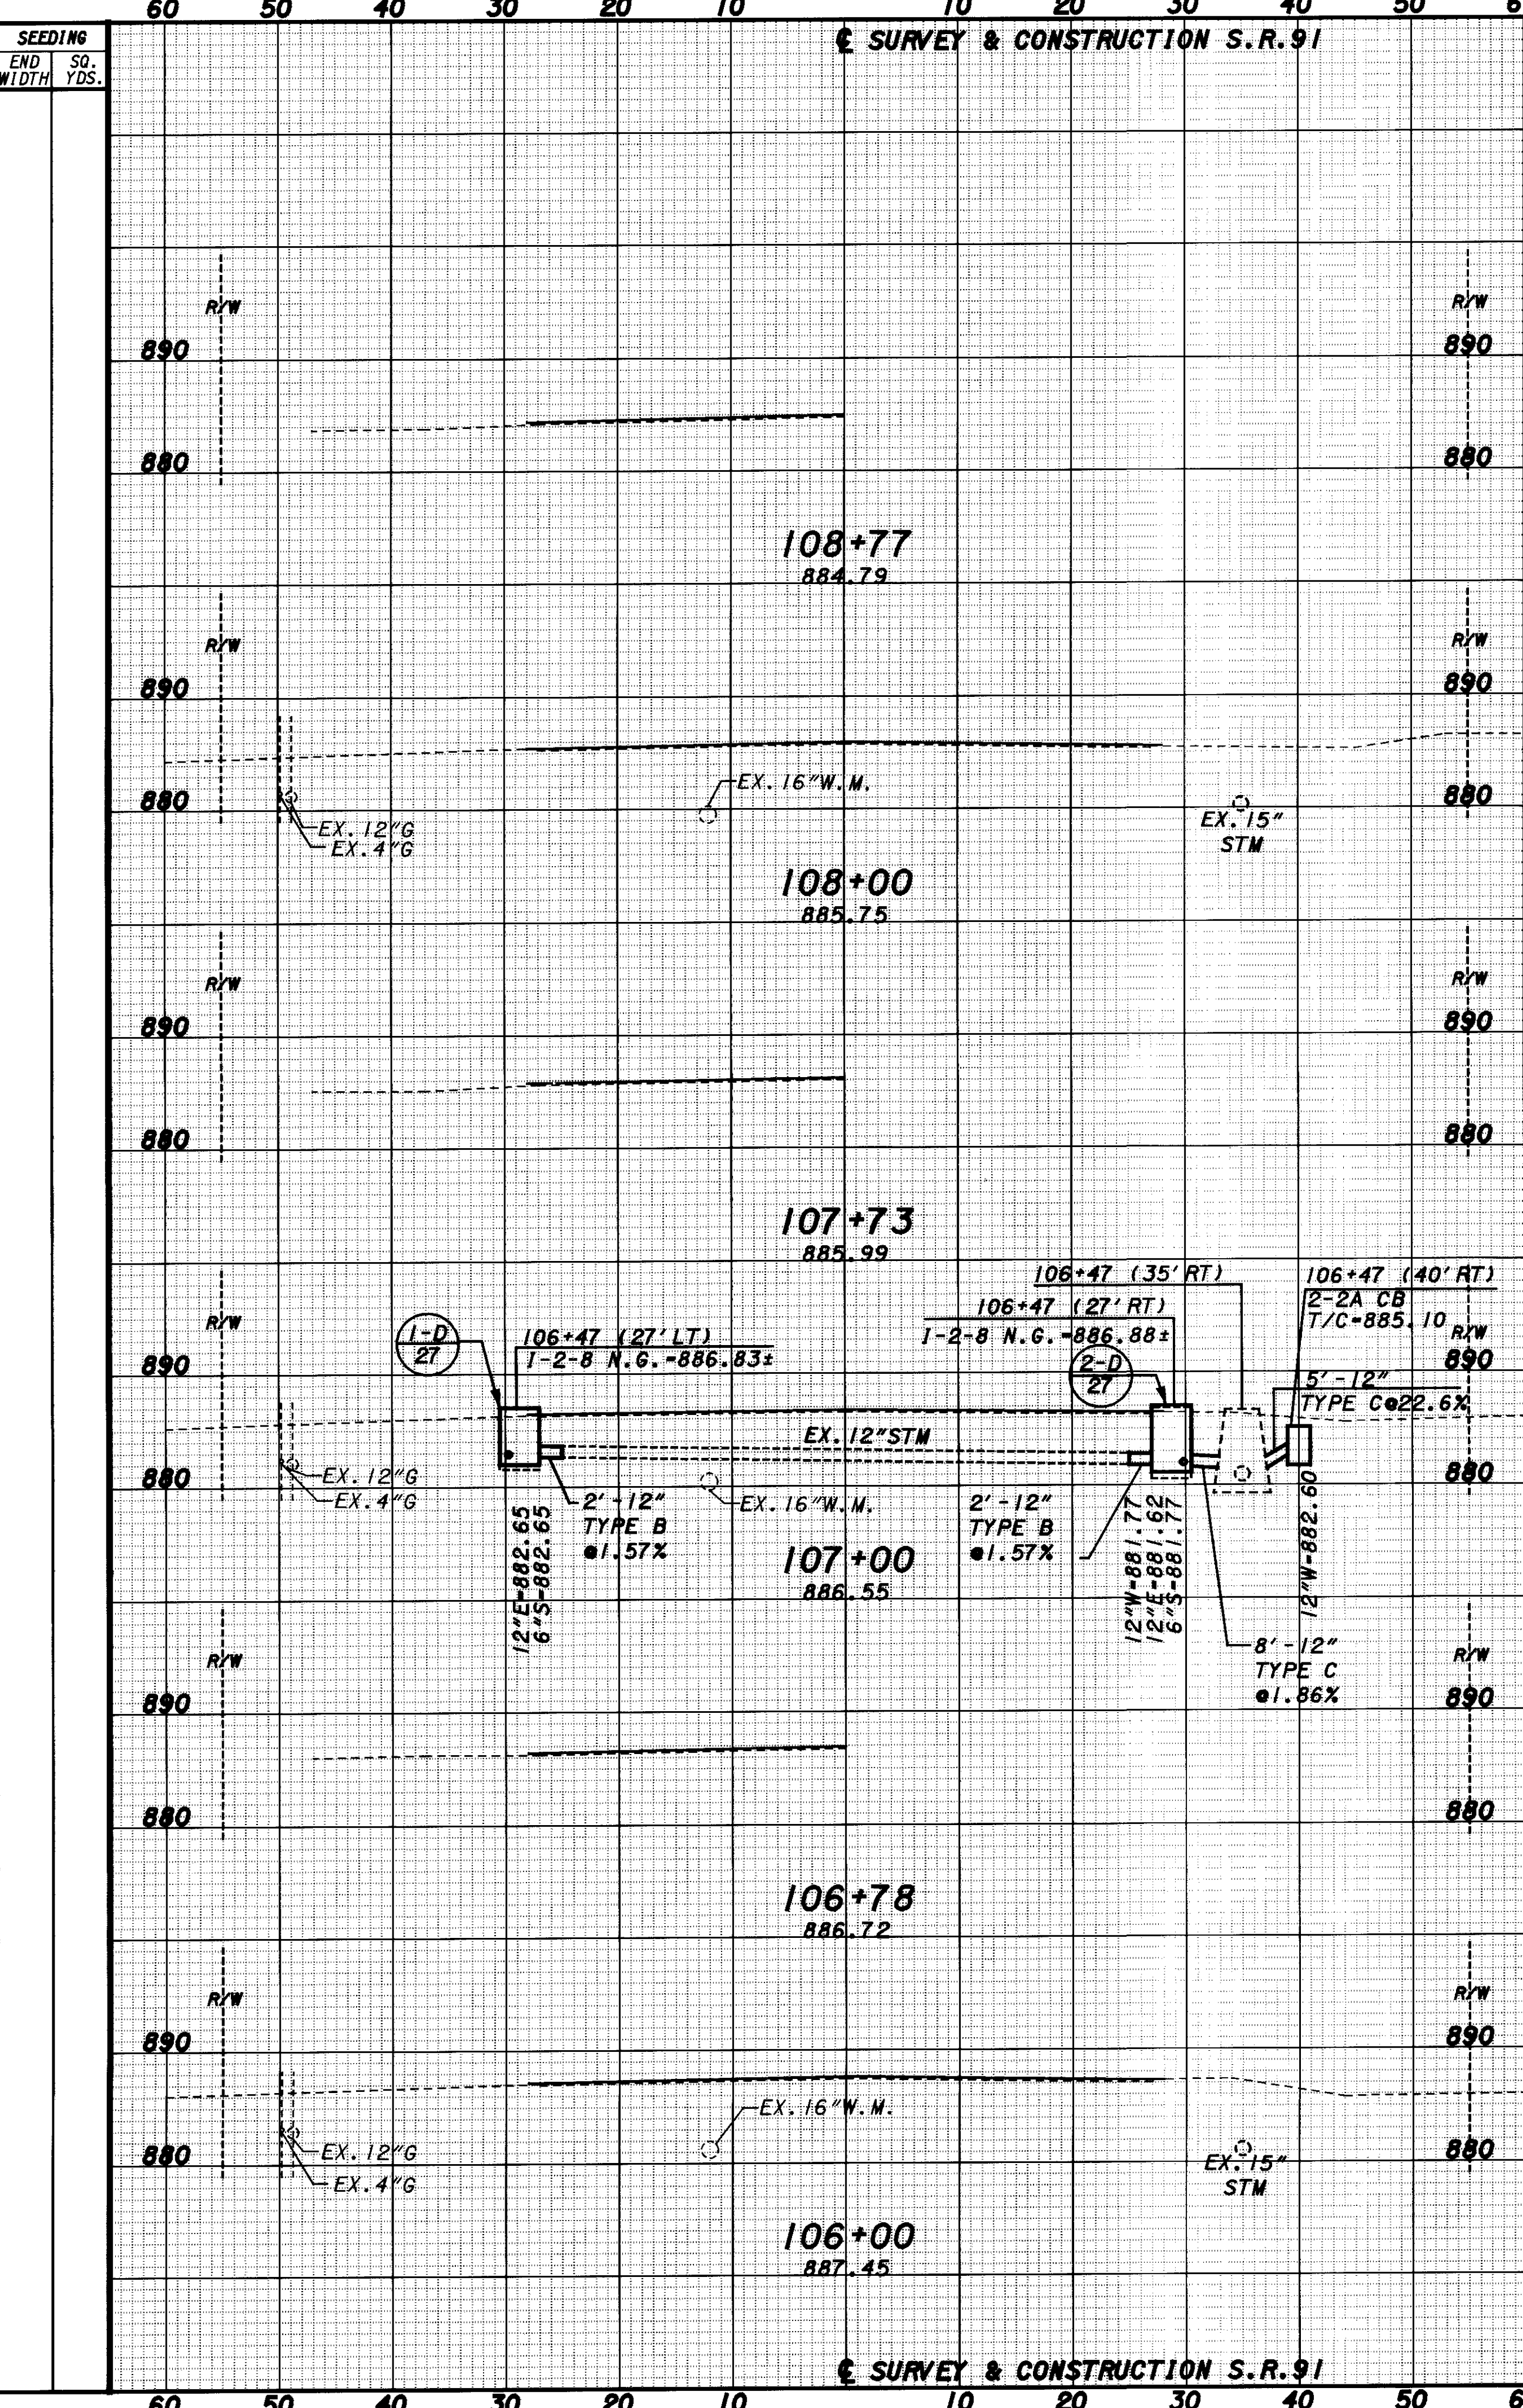 60 50 40 30 20 10 10 20 30 40 50 6
SEEDING
END WIDTH
SQ. YDS.
℄ SURVEY & CONSTRUCTION S.R.91
R/W R/W
890 890
880 880
108+77
884.79
R/W R/W
890 890
EX.16"W.M.
880 880
EX.12"G
EX.4"G
EX.15"
STM
108+00
885.75
R/W R/W
890 890
880 880
107+73
885.99
106+47 (35' RT)
106+47 (40' RT)
2-2A CB
T/C=885.10
106+47 (27' RT)
1-2-8 N.G.=886.88±
R/W R/W
1-D
27
106+47 (27' LT)
1-2-8 N.G.=886.83±
890 890
2-D
27
5'-12"
TYPE C@22.6%
EX.12"STM
880 880
EX.12"G
EX.4"G
EX.16"W.M.
2'-12"
TYPE B
@1.57%
2'-12"
TYPE B
@1.57%
12"E=882.65
6"S=882.65
12"W=881.77
12"E=881.62
6"S=881.77
12"W=882.60
107+00
886.55
8'-12"
TYPE C
@1.86%
R/W R/W
890 890
880 880
106+78
886.72
R/W R/W
890 890
EX.16"W.M.
880 880
EX.12"G
EX.4"G
EX.15"
STM
106+00
887.45
℄ SURVEY & CONSTRUCTION S.R.91
60 50 40 30 20 10 10 20 30 40 50 6